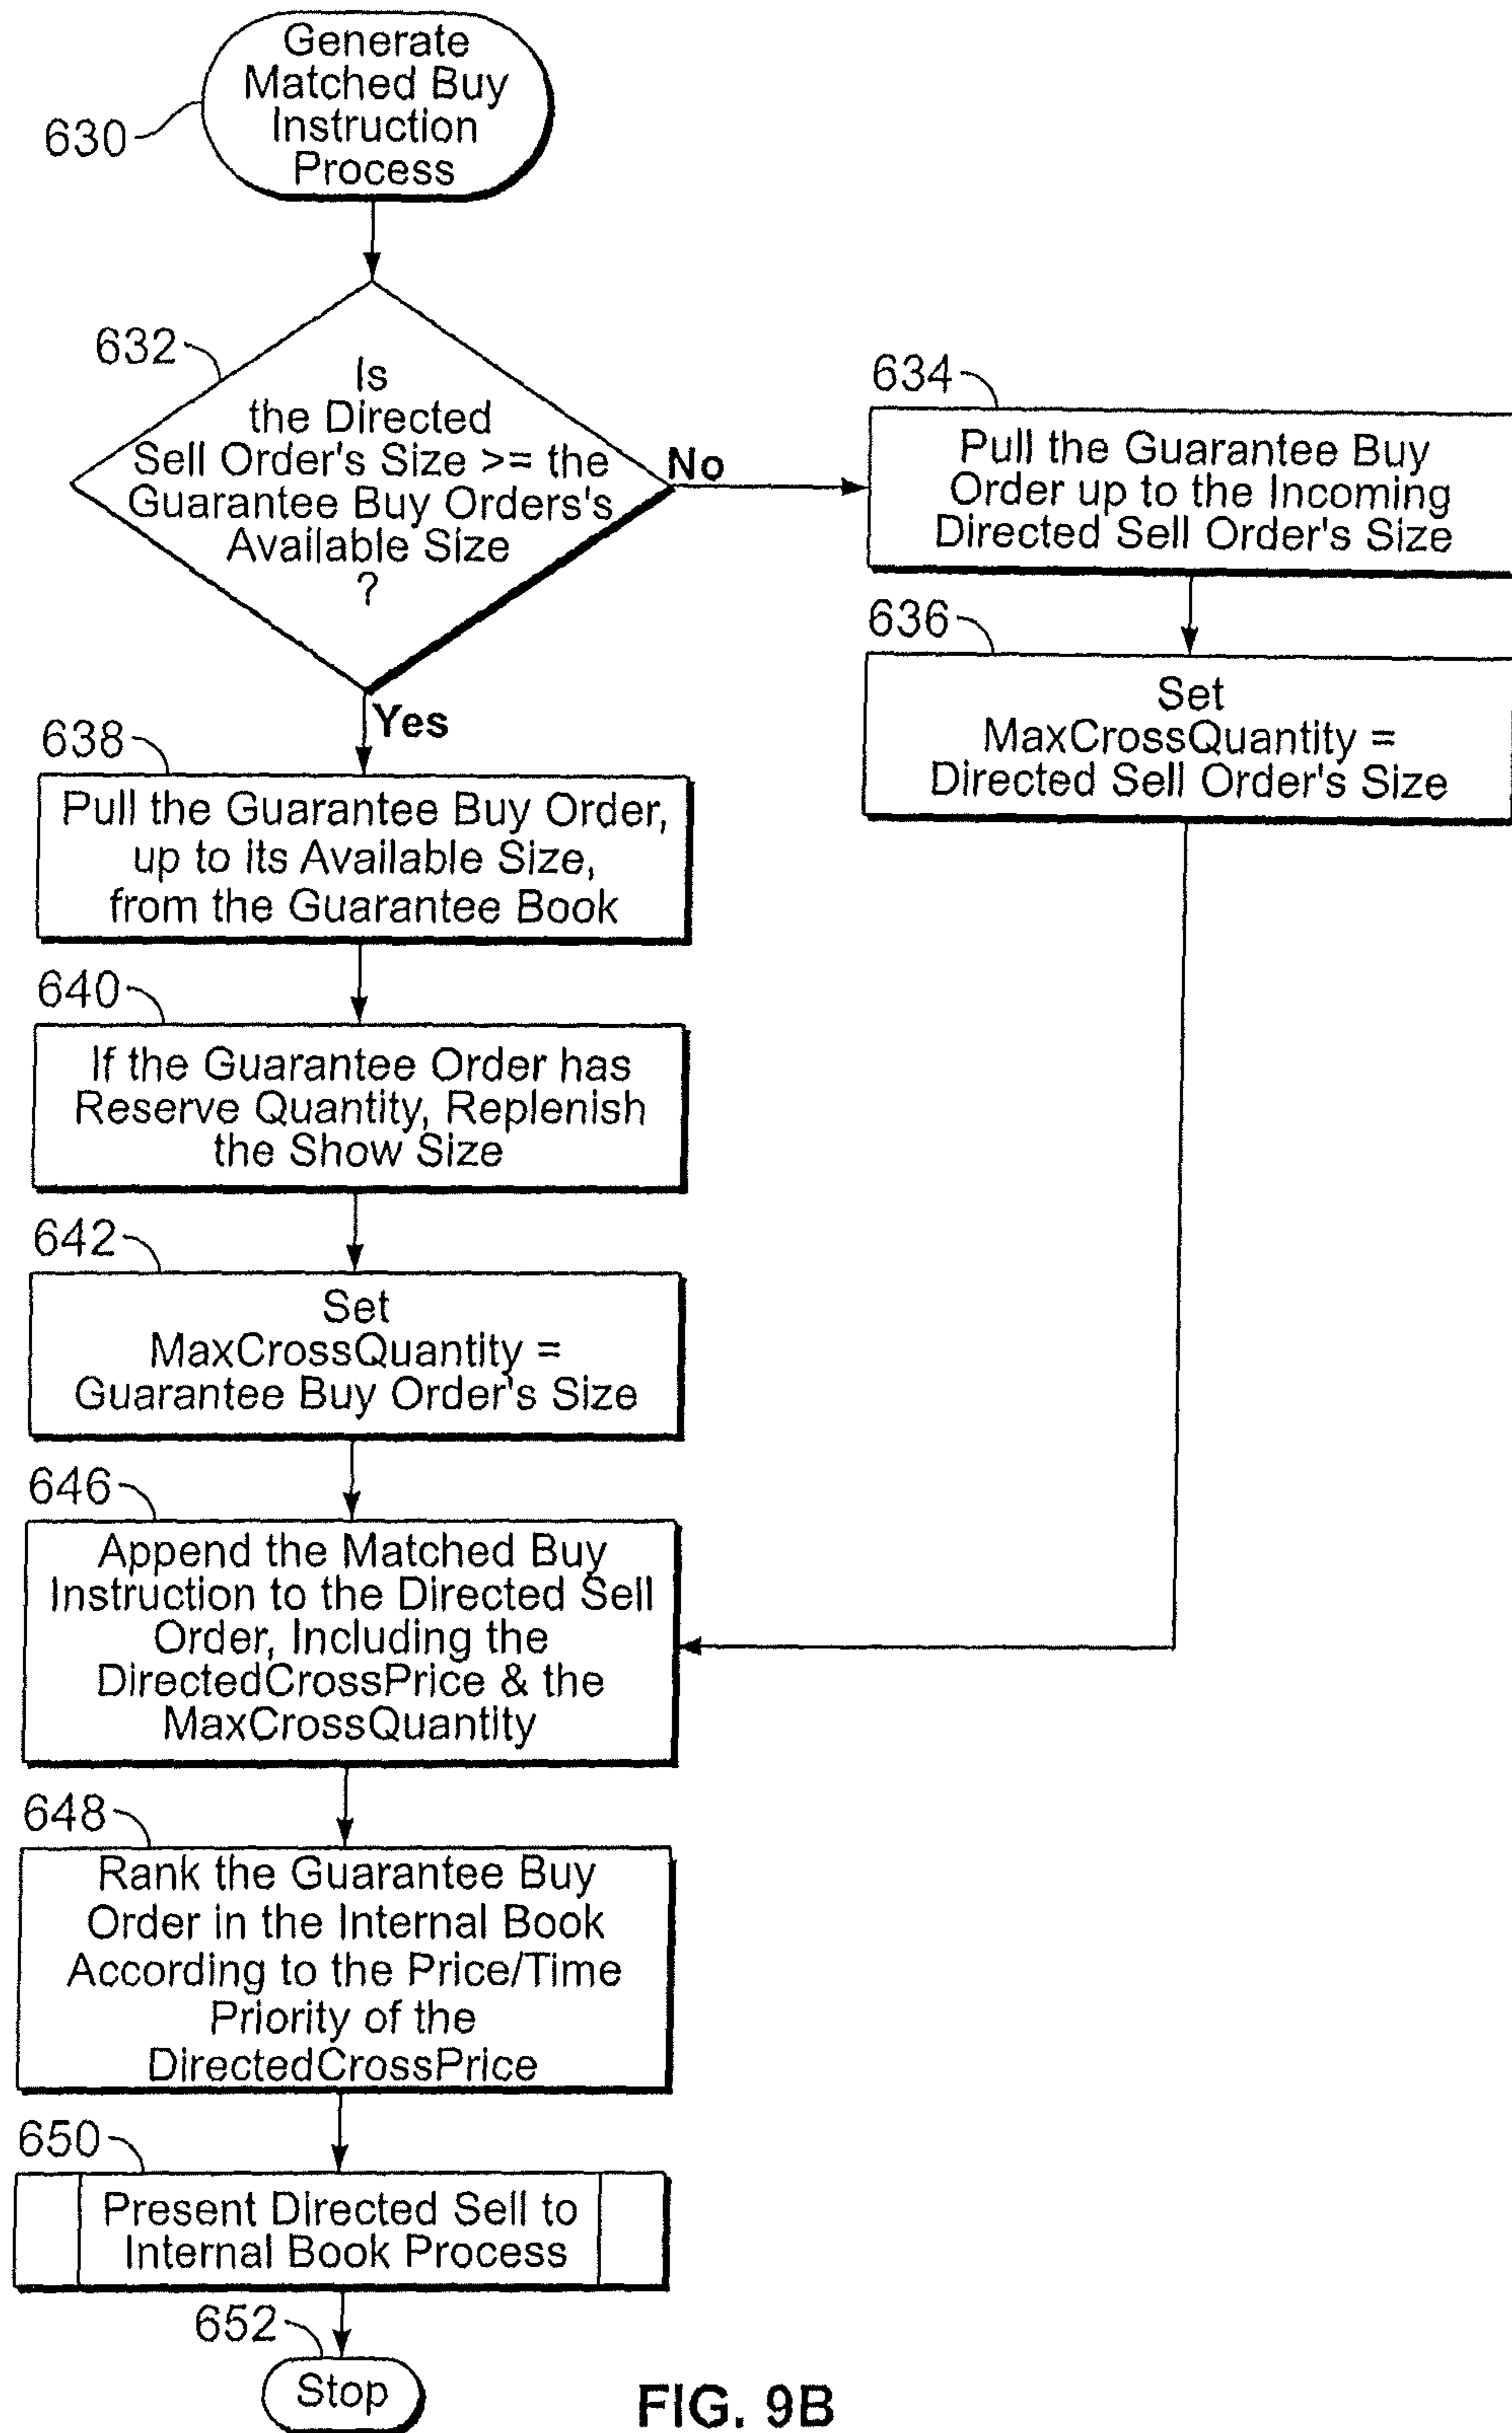 Generate
Matched Buy
Instruction
Process
630
632
Is
the Directed
Sell Order's Size >= the
Guarantee Buy Orders's
Available Size
?
No
Yes
634
Pull the Guarantee Buy
Order up to the Incoming
Directed Sell Order's Size
636
Set
MaxCrossQuantity =
Directed Sell Order's Size
638
Pull the Guarantee Buy Order,
up to its Available Size,
from the Guarantee Book
640
If the Guarantee Order has
Reserve Quantity, Replenish
the Show Size
642
Set
MaxCrossQuantity =
Guarantee Buy Order's Size
646
Append the Matched Buy
Instruction to the Directed Sell
Order, Including the
DirectedCrossPrice & the
MaxCrossQuantity
648
Rank the Guarantee Buy
Order in the Internal Book
According to the Price/Time
Priority of the
DirectedCrossPrice
650
Present Directed Sell to
Internal Book Process
652
Stop
FIG. 9B